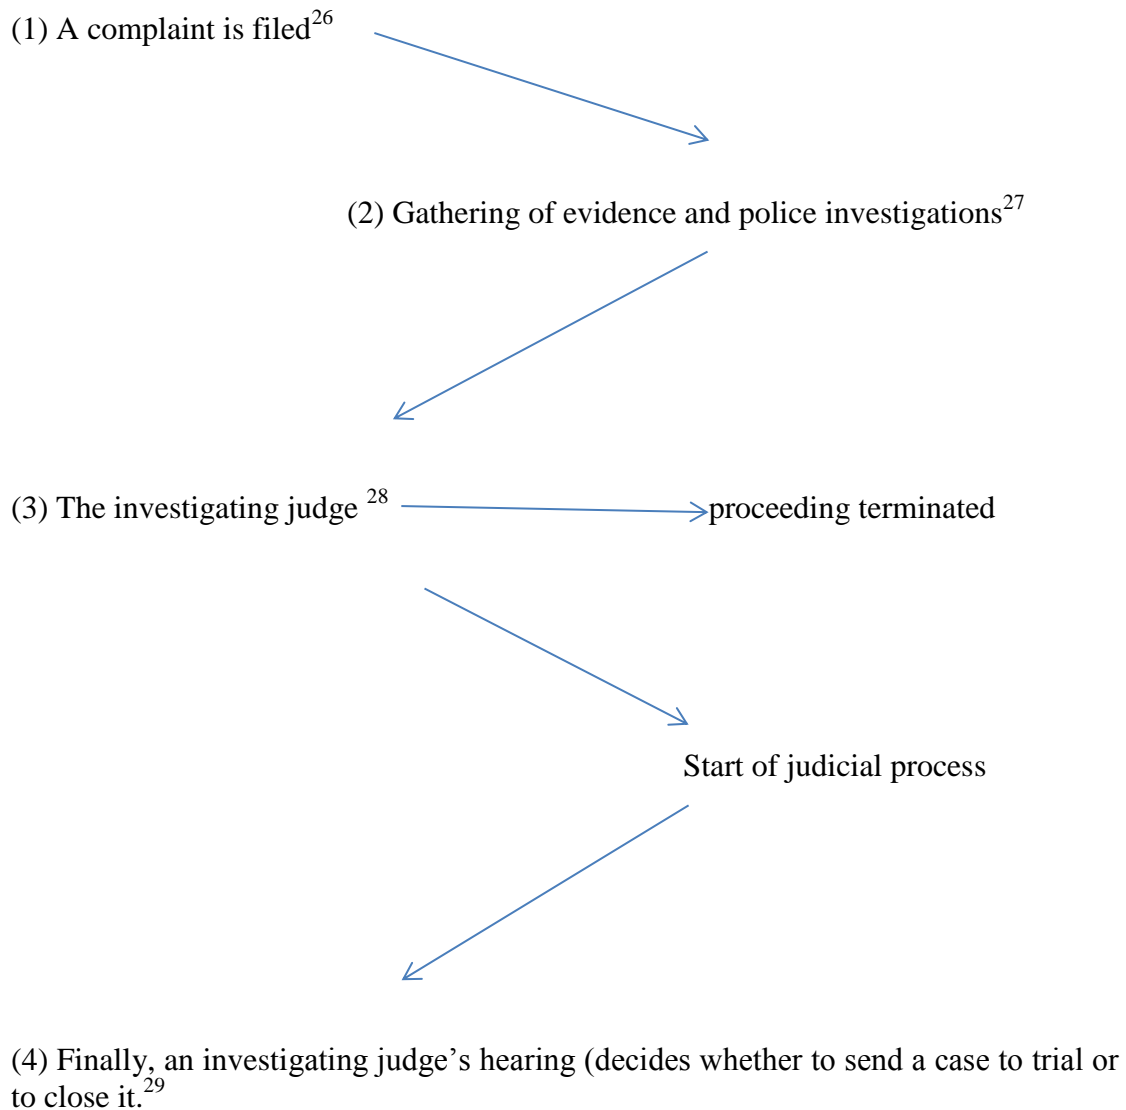 (1) A complaint is filed26
(2) Gathering of evidence and police investigations27
(3) The investigating judge 28
proceeding terminated
Start of judicial process
(4) Finally, an investigating judge’s hearing (decides whether to send a case to trial or
to close it.29